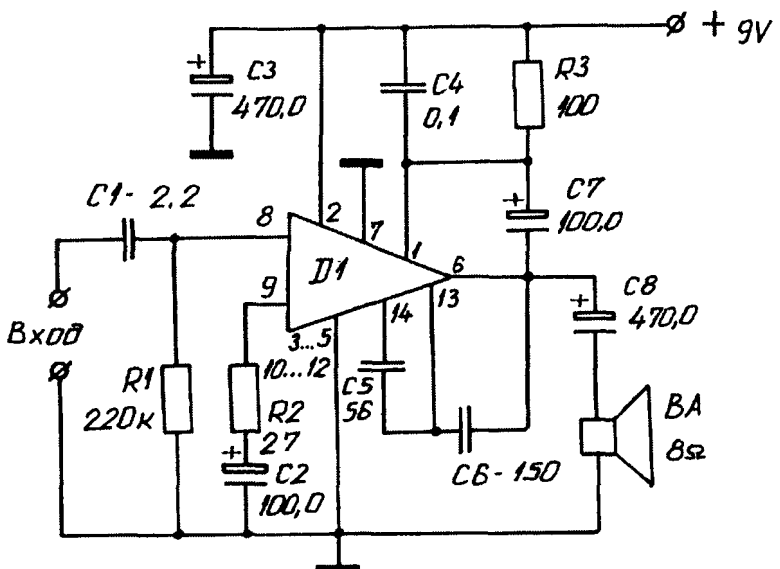 + 9V
C3
470,0
C4
0,1
R3
100
C1- 2,2
8
2
7
1
C7
100,0
D1
6
9
13
14
C8
470,0
Вход
3...5
10...12
R1
220к
R2
27
C5
56
C2
100,0
C6- 150
BA
8Ω